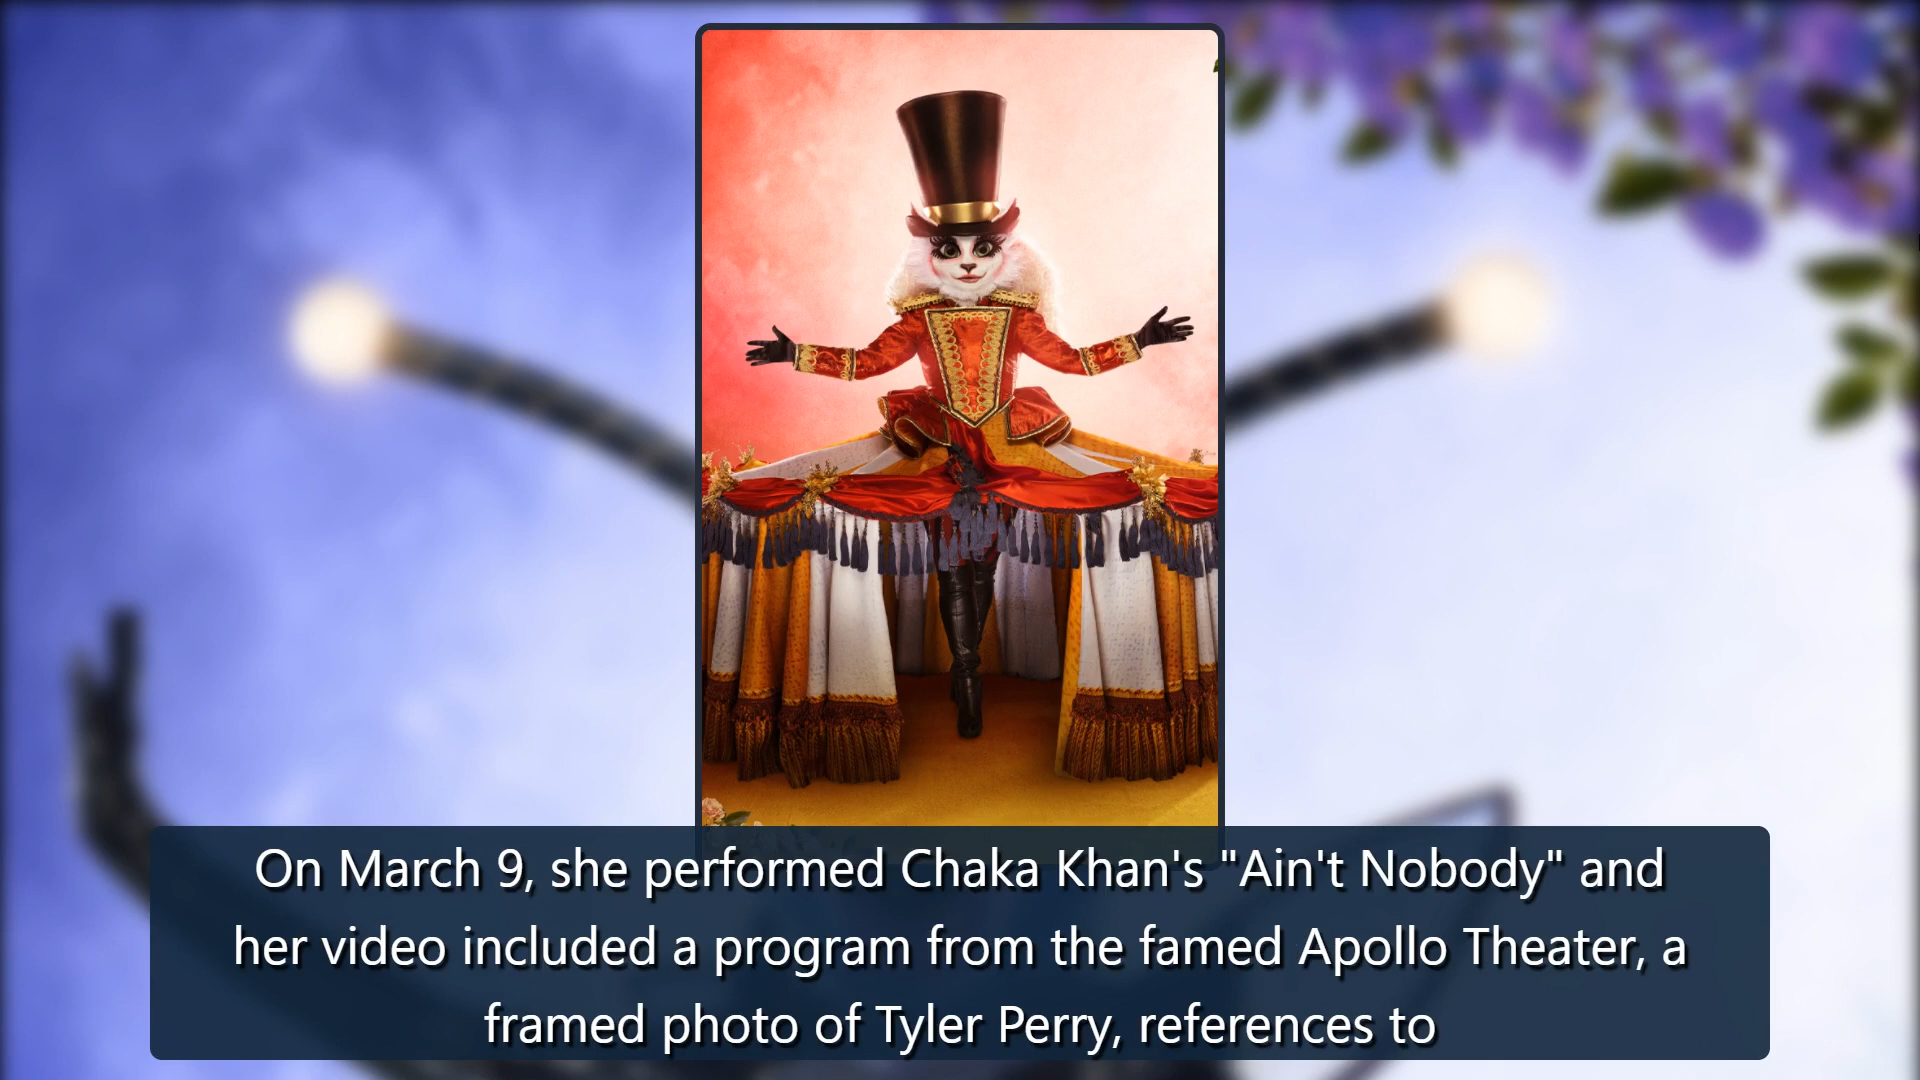 On March 9, she performed Chaka Khan's "Ain't Nobody" and
her video included a program from the famed Apollo Theater, a
framed photo of Tyler Perry, references to